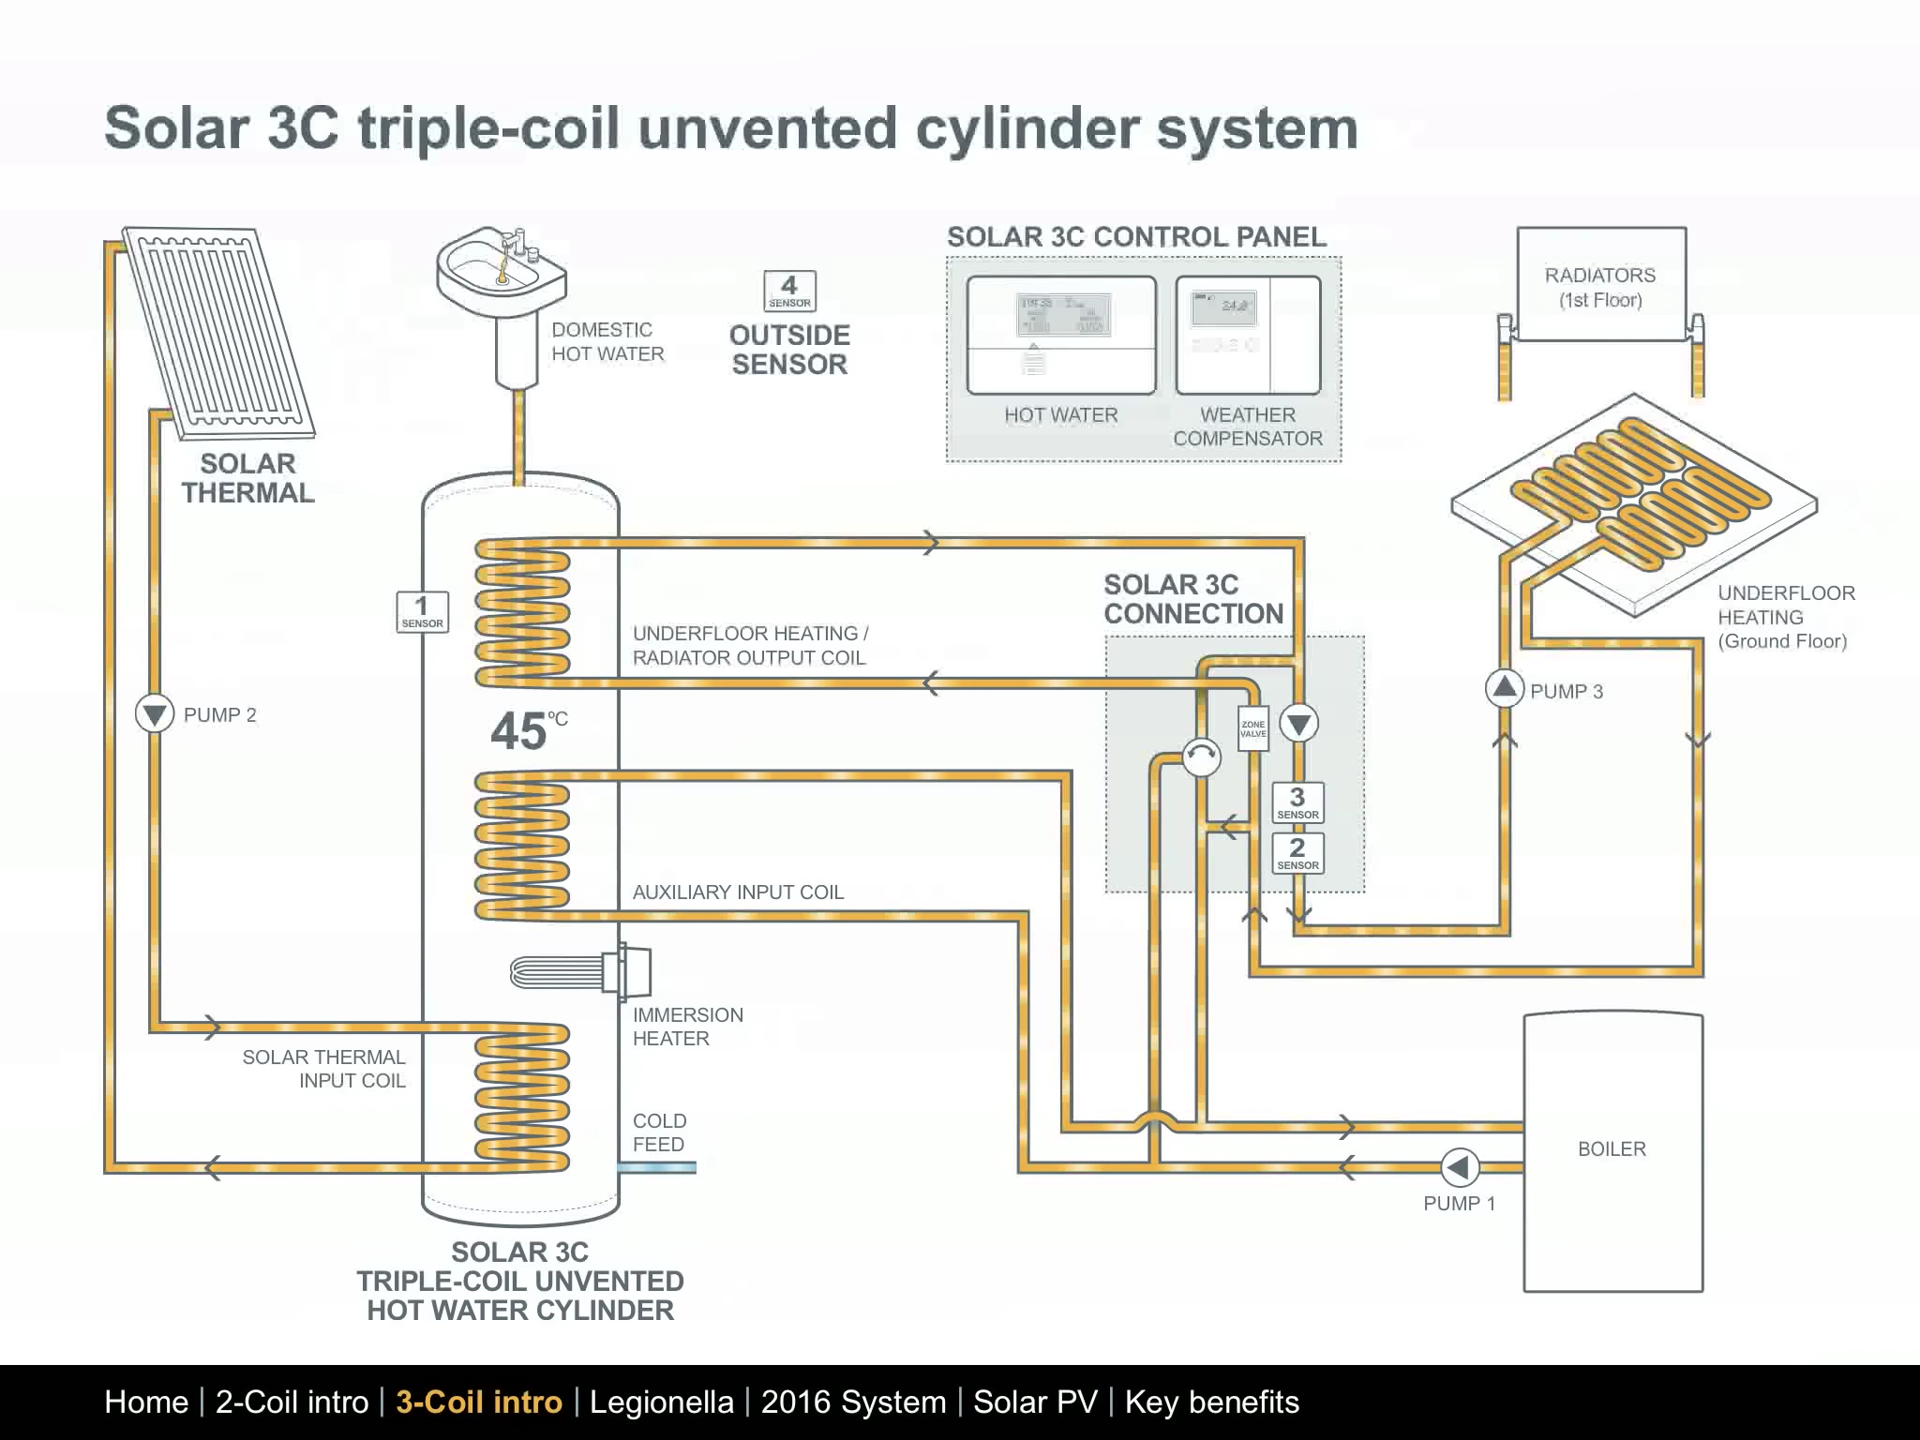 Solar 3C triple-coil unvented cylinder system
SOLAR
THERMAL
DOMESTIC
HOT WATER
4
SENSOR
OUTSIDE
SENSOR
SOLAR 3C CONTROL PANEL
HOT WATER
WEATHER
COMPENSATOR
RADIATORS
(1st Floor)
1
SENSOR
UNDERFLOOR HEATING /
RADIATOR OUTPUT COIL
SOLAR 3C
CONNECTION
UNDERFLOOR
HEATING
(Ground Floor)
PUMP 2
45°C
ZONE
VALVE
PUMP 3
3
SENSOR
2
SENSOR
AUXILIARY INPUT COIL
IMMERSION
HEATER
SOLAR THERMAL
INPUT COIL
COLD
FEED
BOILER
PUMP 1
SOLAR 3C
TRIPLE-COIL UNVENTED
HOT WATER CYLINDER
Home | 2-Coil intro | 3-Coil intro | Legionella | 2016 System | Solar PV | Key benefits